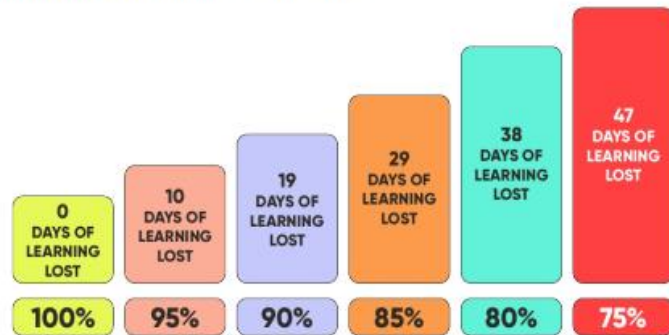 0
DAYS OF
LEARNING
LOST
10
DAYS OF
LEARNING
LOST
19
DAYS OF
LEARNING
LOST
29
DAYS OF
LEARNING
LOST
38
DAYS OF
LEARNING
LOST
47
DAYS OF
LEARNING
LOST
100%
95%
90%
85%
80%
75%